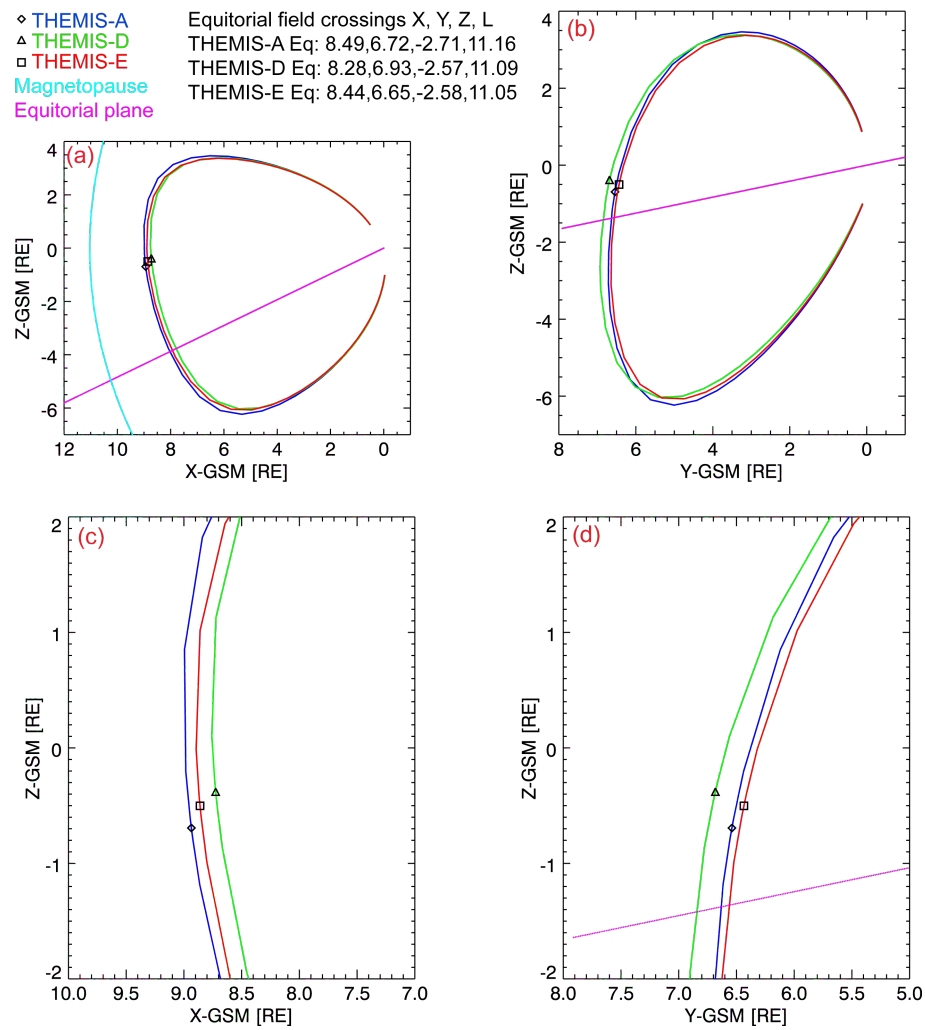 THEMIS-A
THEMIS-D
THEMIS-E
Magnetopause
Equitorial plane
Equitorial field crossings X, Y, Z, L
THEMIS-A Eq: 8.49,6.72,-2.71,11.16
THEMIS-D Eq: 8.28,6.93,-2.57,11.09
THEMIS-E Eq: 8.44,6.65,-2.58,11.05
(a)
4
2
0
-2
-4
-6
Z-GSM [RE]
12 10 8 6 4 2 0
X-GSM [RE]
(b)
4
2
0
-2
-4
-6
Z-GSM [RE]
8 6 4 2 0
Y-GSM [RE]
(c)
2
1
0
-1
-2
Z-GSM [RE]
10.0 9.5 9.0 8.5 8.0 7.5 7.0
X-GSM [RE]
(d)
2
1
0
-1
-2
Z-GSM [RE]
8.0 7.5 7.0 6.5 6.0 5.5 5.0
Y-GSM [RE]